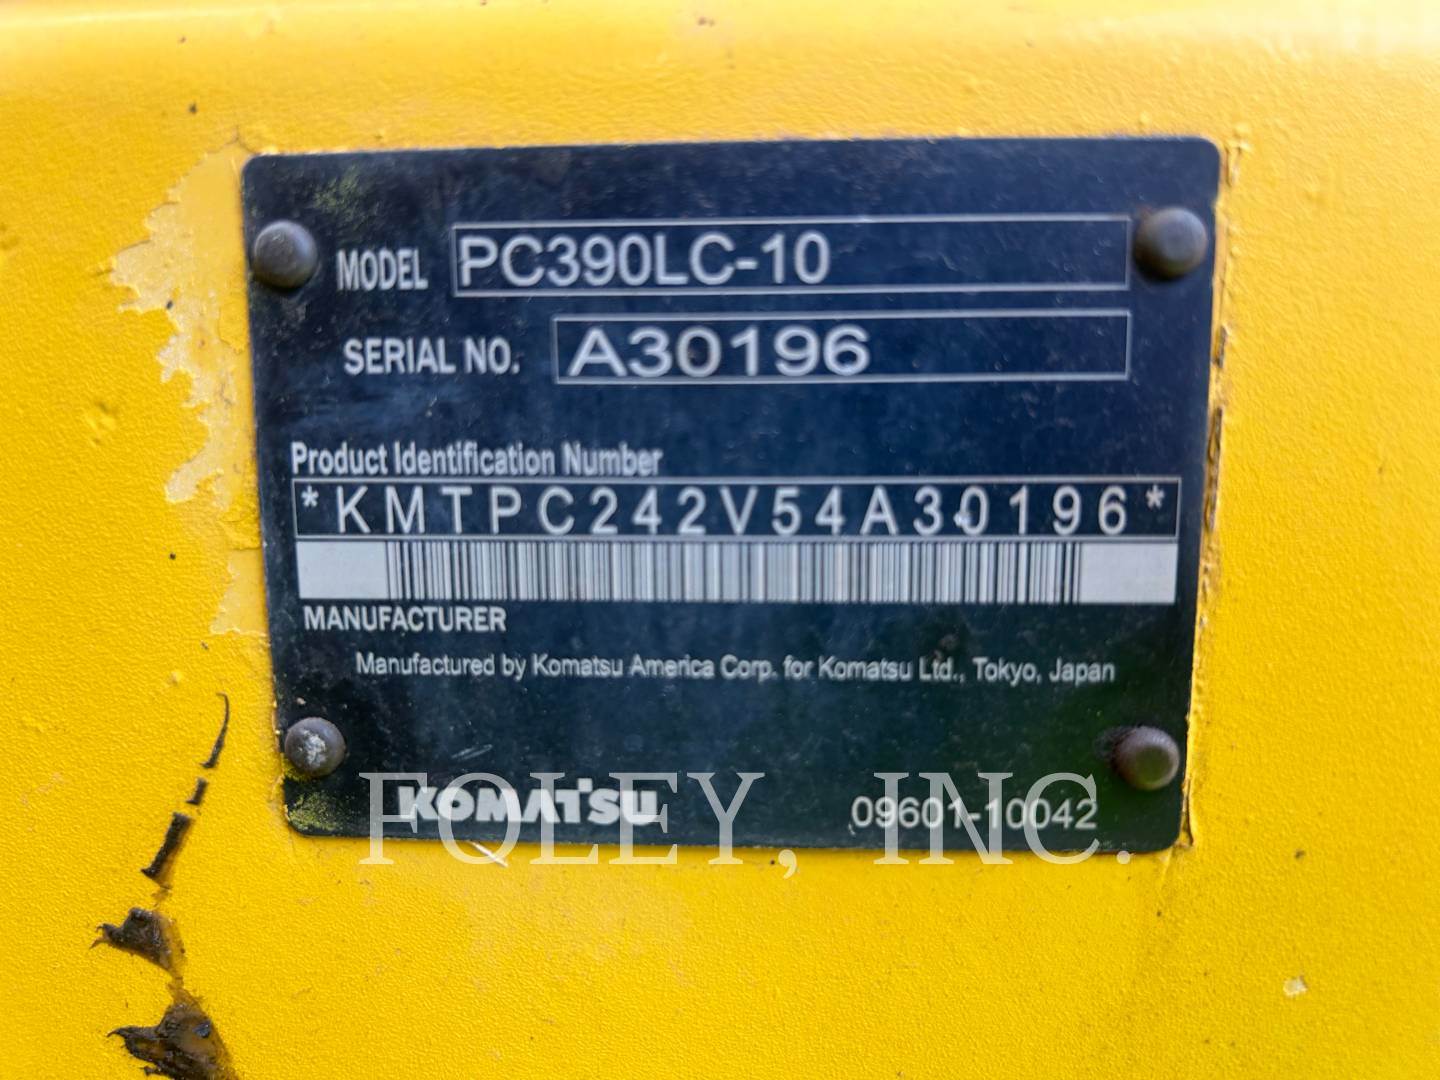 MODEL PC390LC-10
SERIAL NO. A30196
Product Identification Number
*KMTPC242V54A30196*
MANUFACTURER
Manufactured by Komatsu America Corp. for Komatsu Ltd., Tokyo, Japan
KOMATSU 09601-10042
FOLEY, INC.